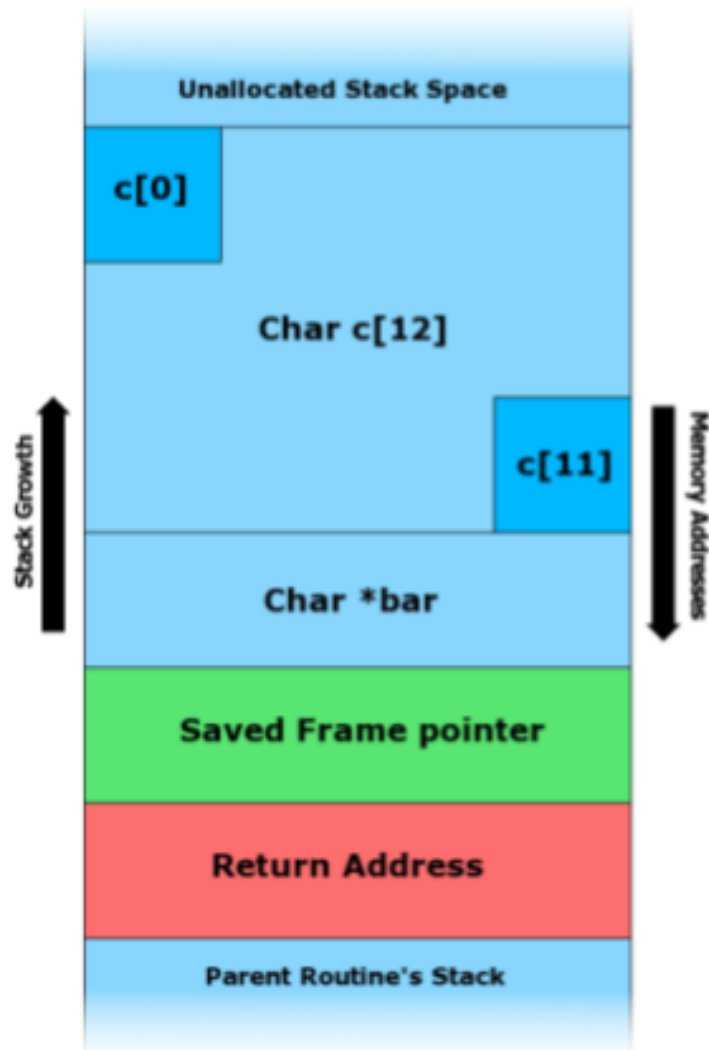 Unallocated Stack Space
c[0]
Char c[12]
c[11]
Stack Growth
Memory Addresses
Char *bar
Saved Frame pointer
Return Address
Parent Routine's Stack